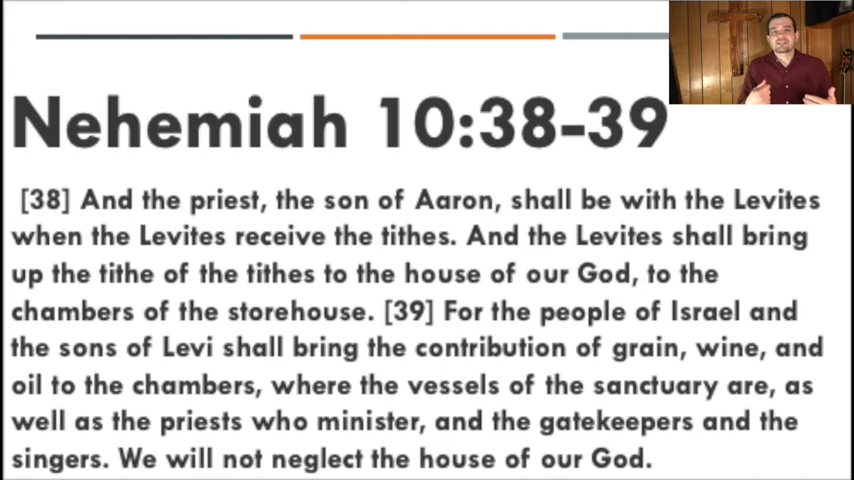 Nehemiah 10:38-39
[38] And the priest, the son of Aaron, shall be with the Levites
when the Levites receive the tithes. And the Levites shall bring
up the tithe of the tithes to the house of our God, to the
chambers of the storehouse. [39] For the people of Israel and
the sons of Levi shall bring the contribution of grain, wine, and
oil to the chambers, where the vessels of the sanctuary are, as
well as the priests who minister, and the gatekeepers and the
singers. We will not neglect the house of our God.